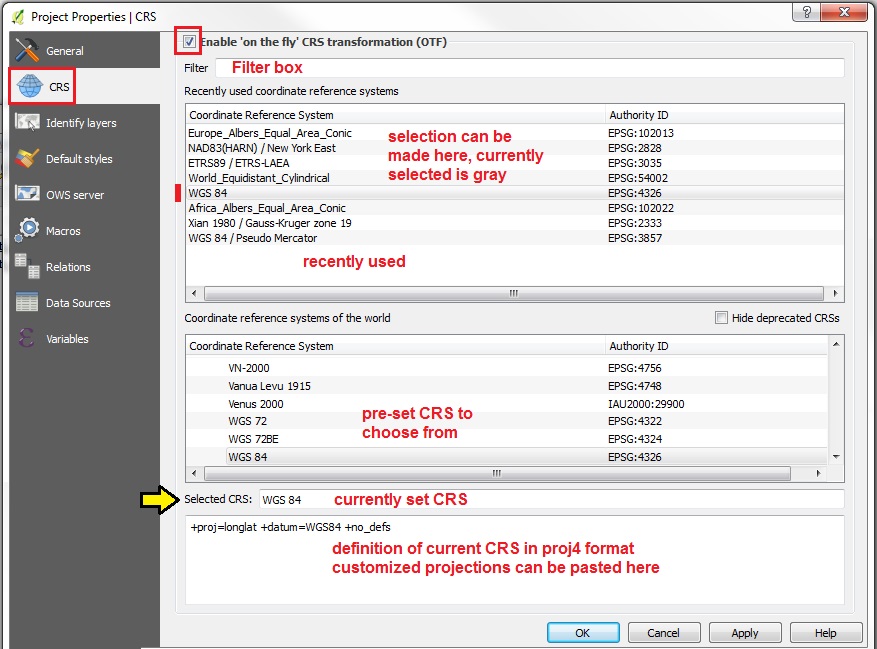 Project Properties | CRS
General
CRS
Identify layers
Default styles
OWS server
Macros
Relations
Data Sources
Variables
Enable 'on the fly' CRS transformation (OTF)
Filter
Filter box
Recently used coordinate reference systems
Coordinate Reference System Authority ID
Europe_Albers_Equal_Area_Conic EPSG:102013
NAD83(HARN) / New York East EPSG:2828
ETRS89 / ETRS-LAEA EPSG:3035
World_Equidistant_Cylindrical EPSG:54002
WGS 84 EPSG:4326
Africa_Albers_Equal_Area_Conic EPSG:102022
Xian 1980 / Gauss-Kruger zone 19 EPSG:2333
WGS 84 / Pseudo Mercator EPSG:3857
selection can be
made here, currently
selected is gray
recently used
Coordinate reference systems of the world
Hide deprecated CRSs
Coordinate Reference System Authority ID
VN-2000 EPSG:4756
Vanua Levu 1915 EPSG:4748
Venus 2000 IAU2000:29900
WGS 72 EPSG:4322
WGS 72BE EPSG:4324
WGS 84 EPSG:4326
pre-set CRS to
choose from
Selected CRS: WGS 84
currently set CRS
+proj=longlat +datum=WGS84 +no_defs
definition of current CRS in proj4 format
customized projections can be pasted here
OK
Cancel
Apply
Help